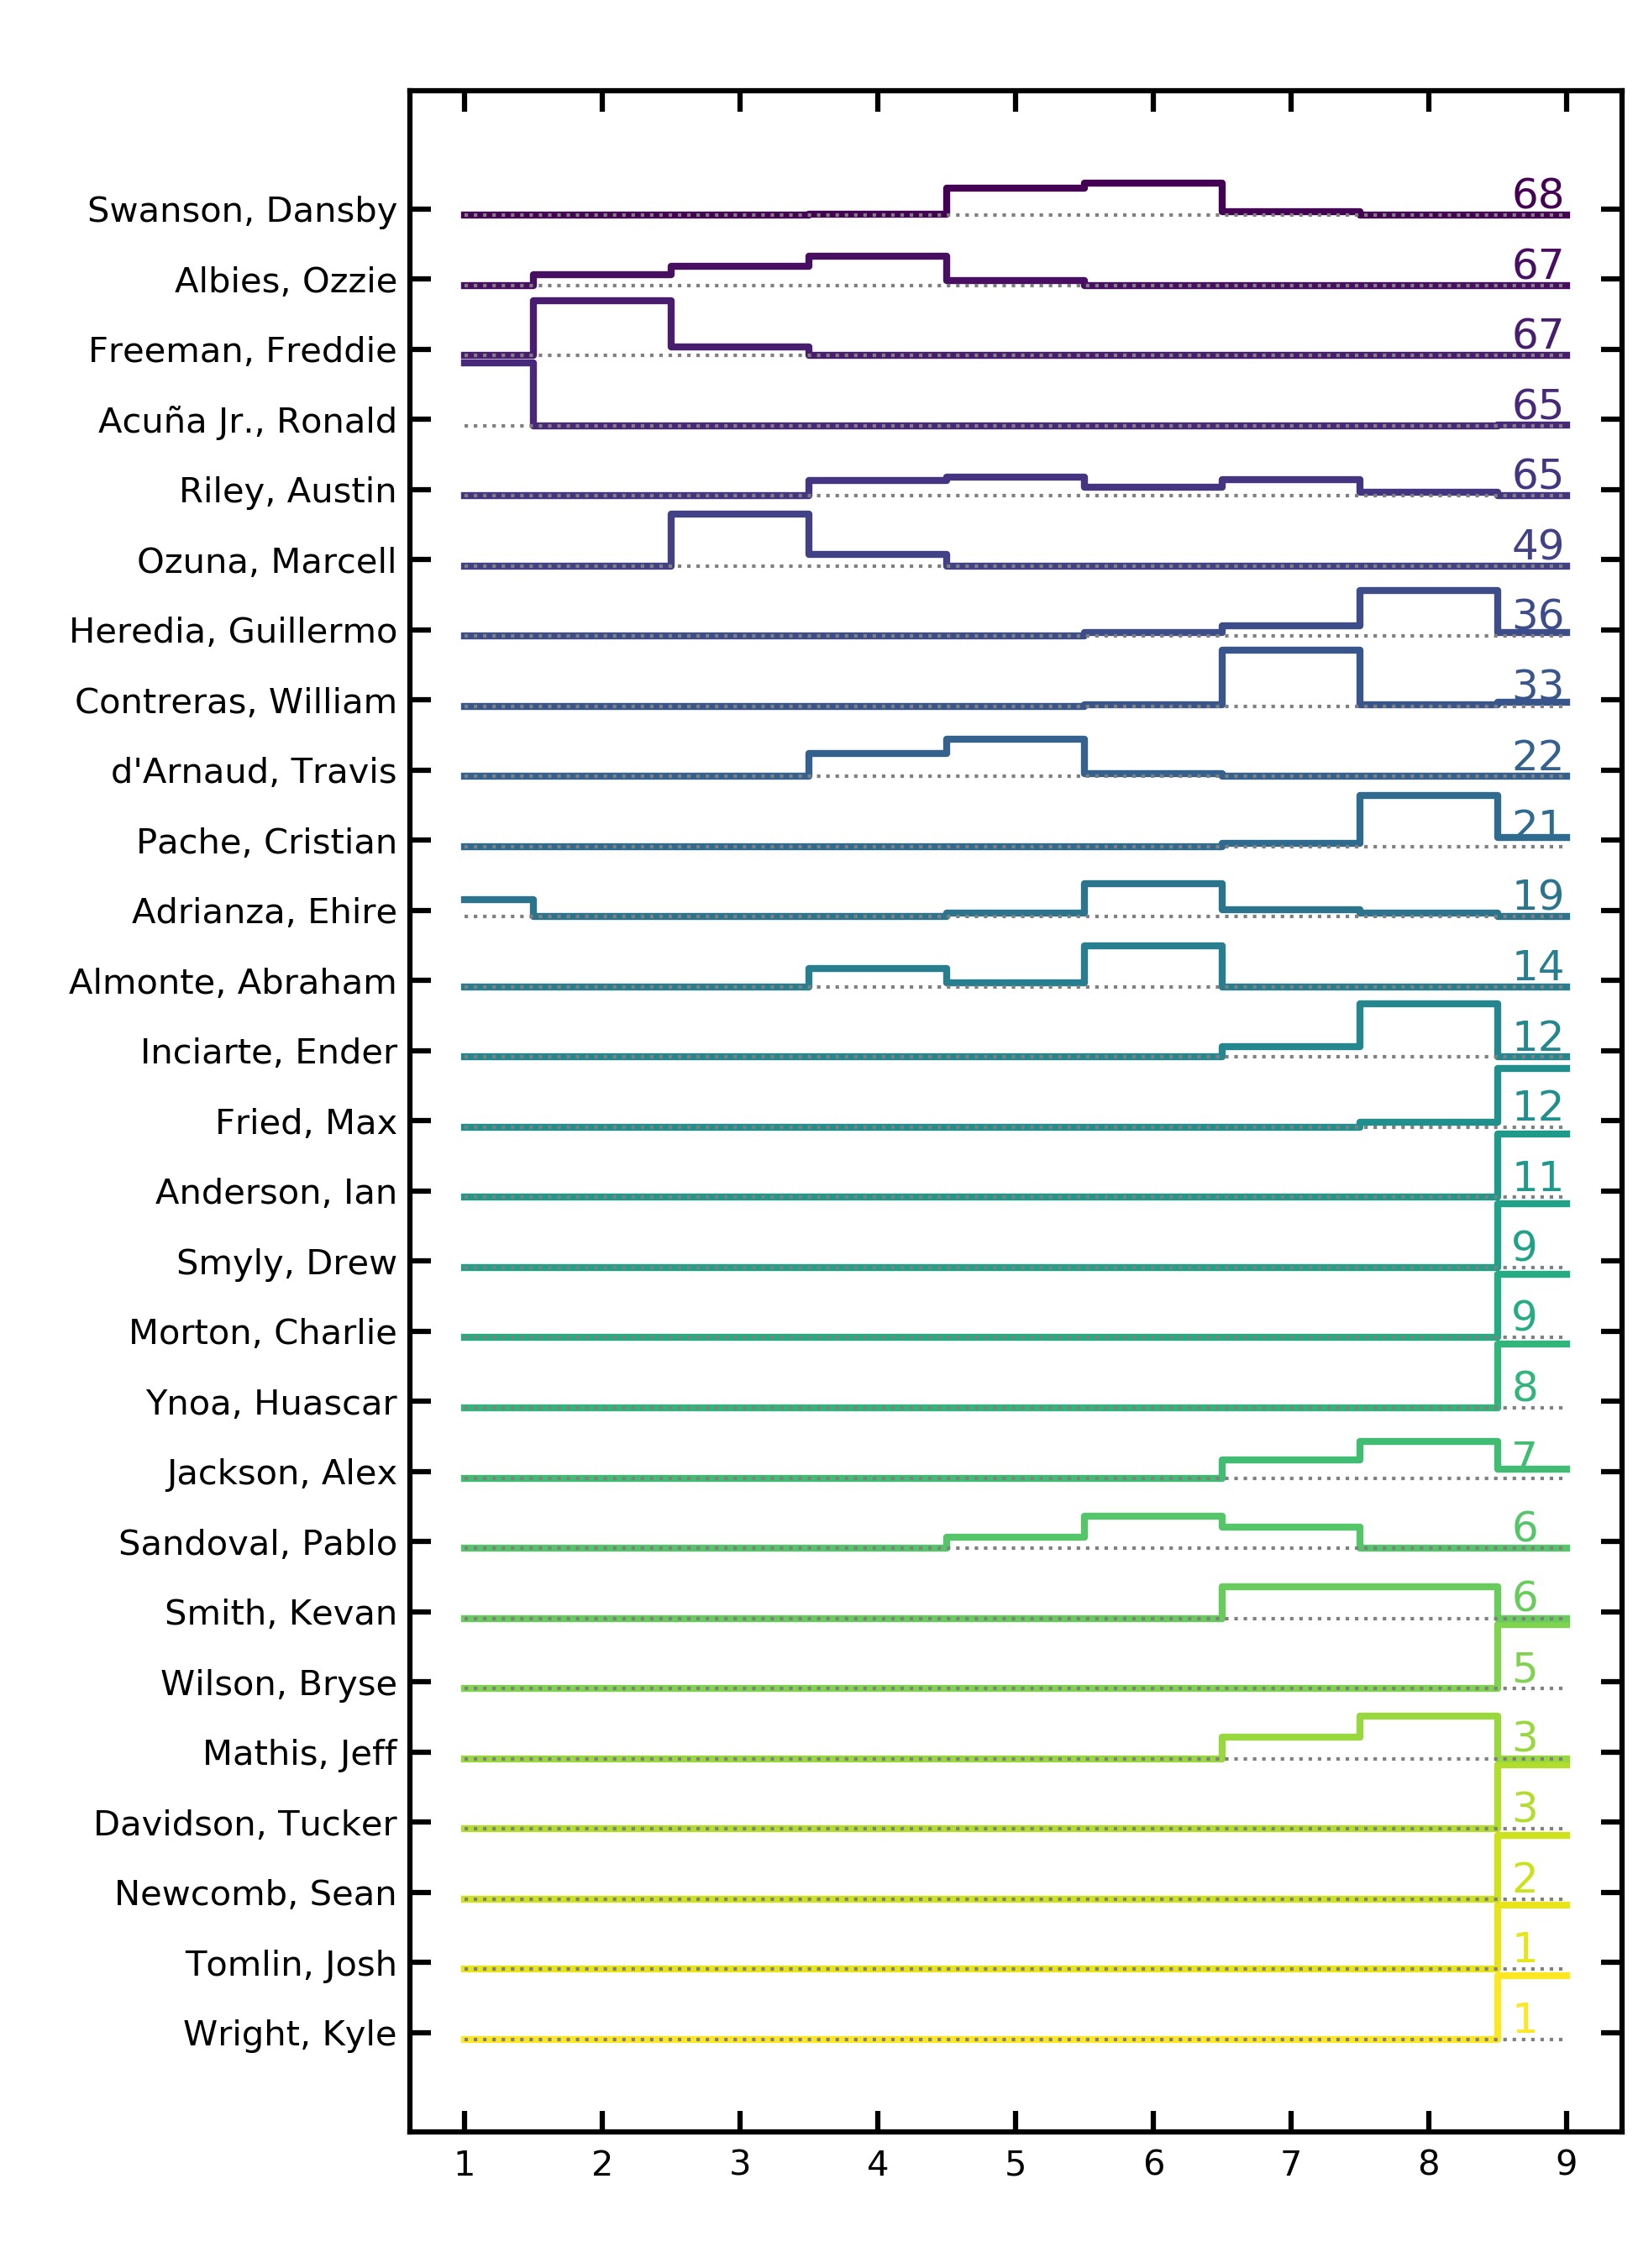 Swanson, Dansby 68
Albies, Ozzie 67
Freeman, Freddie 67
Acuña Jr., Ronald 65
Riley, Austin 65
Ozuna, Marcell 49
Heredia, Guillermo 36
Contreras, William 33
d'Arnaud, Travis 22
Pache, Cristian 21
Adrianza, Ehire 19
Almonte, Abraham 14
Inciarte, Ender 12
Fried, Max 12
Anderson, Ian 11
Smyly, Drew 9
Morton, Charlie 9
Ynoa, Huascar 8
Jackson, Alex 7
Sandoval, Pablo 6
Smith, Kevan 6
Wilson, Bryse 5
Mathis, Jeff 3
Davidson, Tucker 3
Newcomb, Sean 2
Tomlin, Josh 1
Wright, Kyle 1
1 2 3 4 5 6 7 8 9